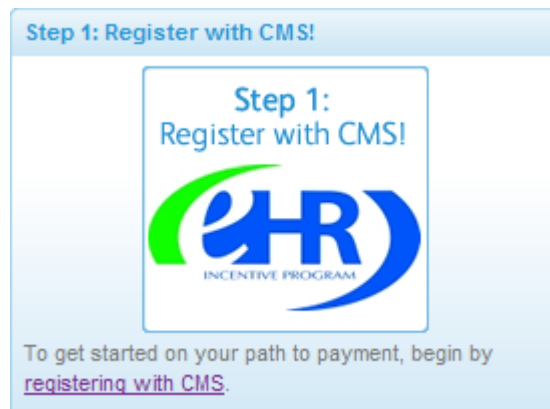 Step 1: Register with CMS!
Step 1:
Register with CMS!
eHR
INCENTIVE PROGRAM
To get started on your path to payment, begin by
registering with CMS.